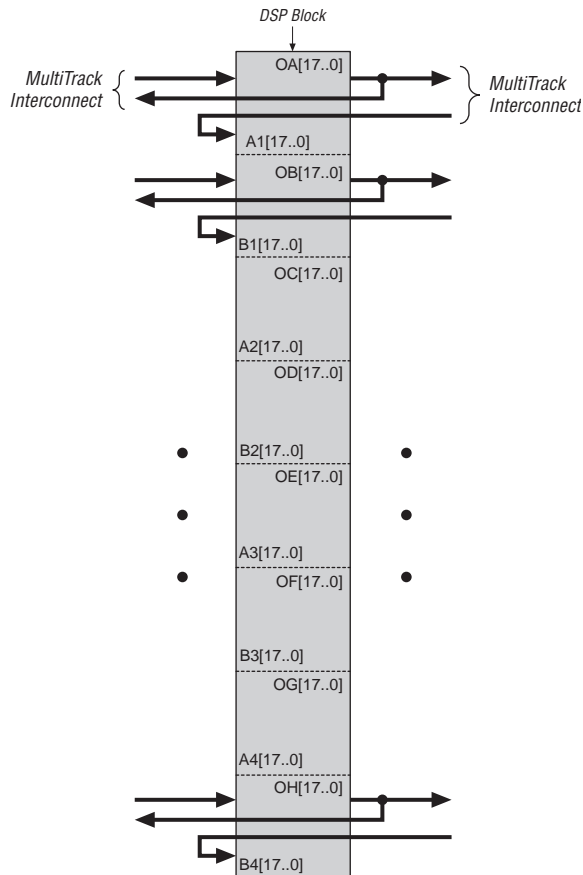 DSP Block
OA[17..0]
MultiTrack
Interconnect
MultiTrack
Interconnect
A1[17..0]
OB[17..0]
B1[17..0]
OC[17..0]
A2[17..0]
OD[17..0]
B2[17..0]
OE[17..0]
A3[17..0]
OF[17..0]
B3[17..0]
OG[17..0]
A4[17..0]
OH[17..0]
B4[17..0]